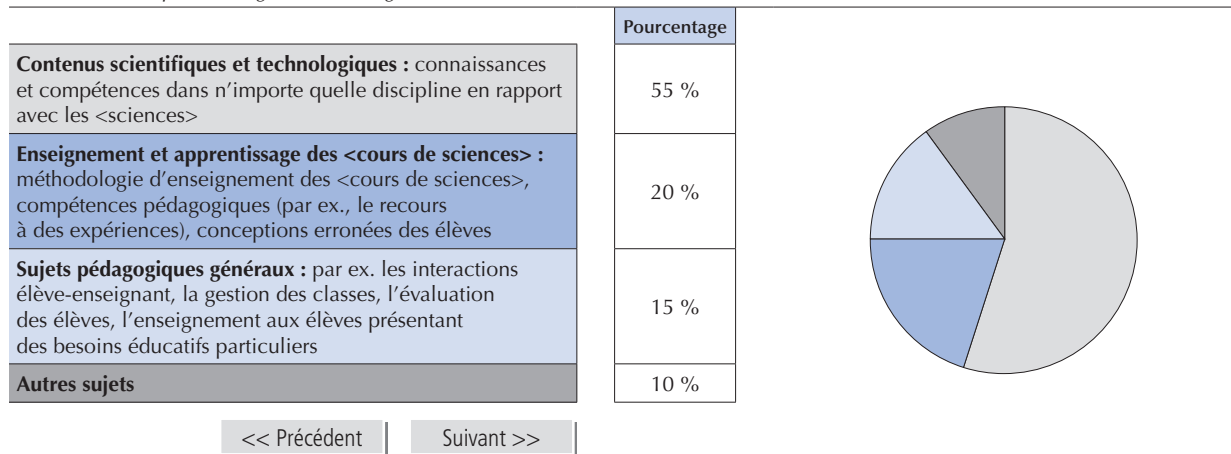 Pourcentage
Contenus scientifiques et technologiques : connaissances
et compétences dans n'importe quelle discipline en rapport
avec les <sciences>
55 %
Enseignement et apprentissage des <cours de sciences> :
méthodologie d'enseignement des <cours de sciences>,
compétences pédagogiques (par ex., le recours
à des expériences), conceptions erronées des élèves
20 %
Sujets pédagogiques généraux : par ex. les interactions
élève-enseignant, la gestion des classes, l'évaluation
des élèves, l'enseignement aux élèves présentant
des besoins éducatifs particuliers
15 %
Autres sujets
10 %
<< Précédent
Suivant >>